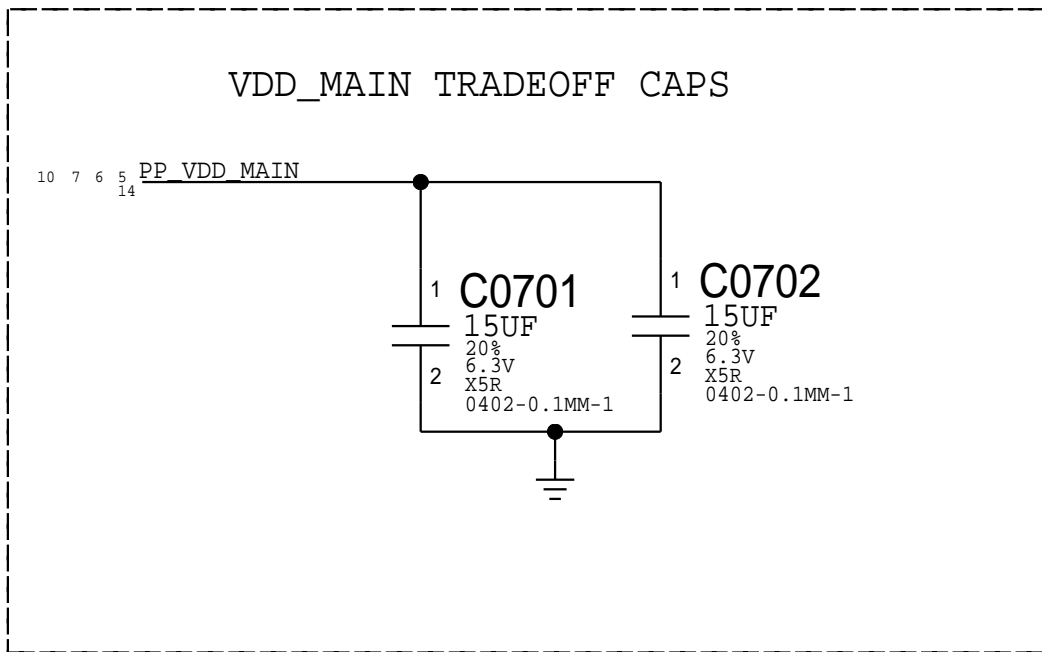 VDD_MAIN TRADEOFF CAPS
10 7 6 5 PP_VDD_MAIN
14
1 C0701
15UF
20%
6.3V
2 X5R
0402-0.1MM-1
1 C0702
15UF
20%
6.3V
2 X5R
0402-0.1MM-1